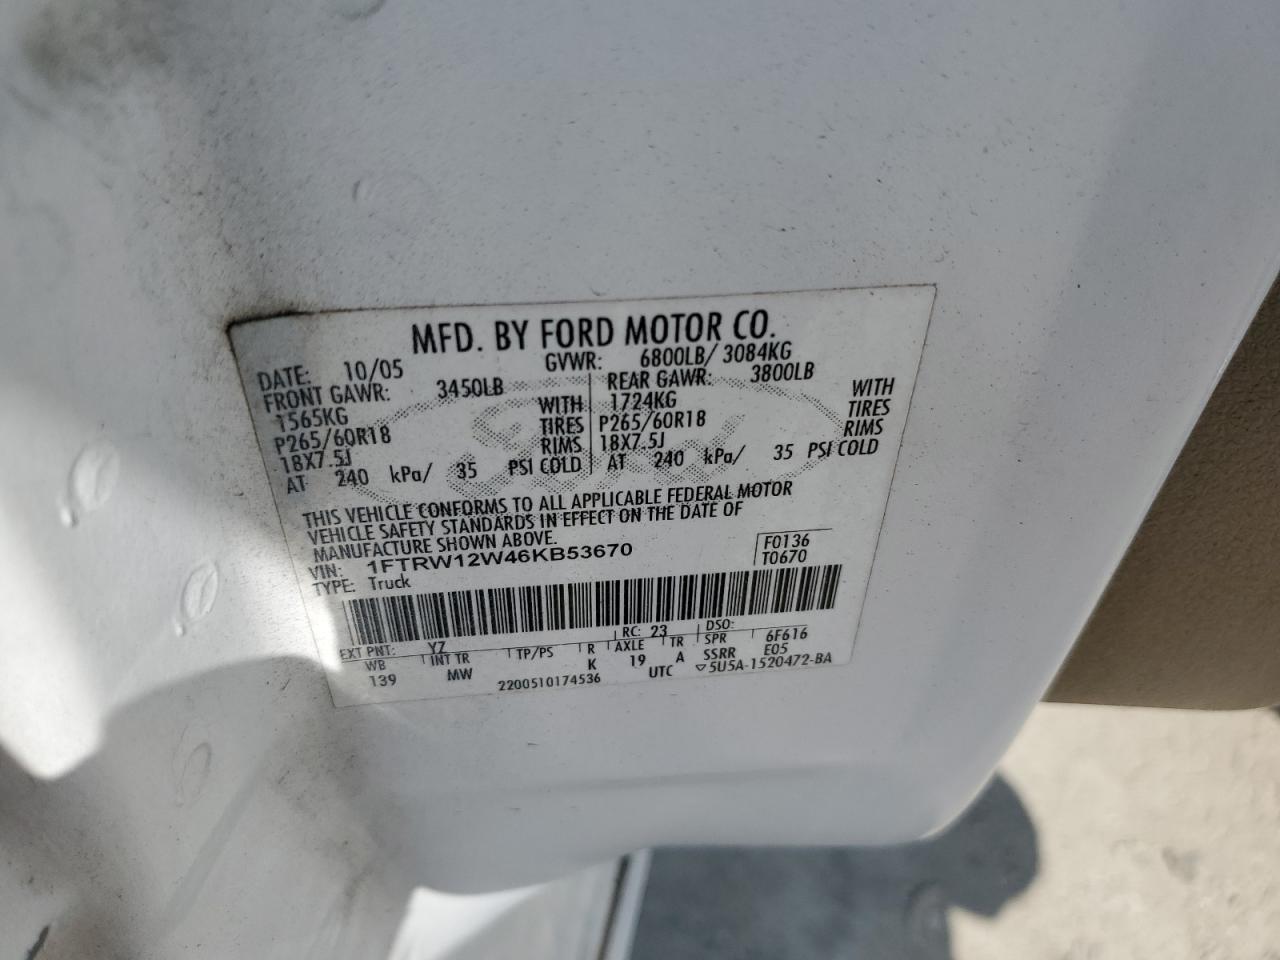 MFD. BY FORD MOTOR CO.
DATE: 10/05 GVWR: 6800LB/ 3084KG
FRONT GAWR: 3450LB REAR GAWR: 3800LB
1565KG WITH 1724KG WITH
P265/60R18 TIRES P265/60R18 TIRES
18X7.5J RIMS 18X7.5J RIMS
AT 240 kPa/ 35 PSI COLD AT 240 kPa/ 35 PSI COLD
THIS VEHICLE CONFORMS TO ALL APPLICABLE FEDERAL MOTOR
VEHICLE SAFETY STANDARDS IN EFFECT ON THE DATE OF
MANUFACTURE SHOWN ABOVE.
VIN: 1FTRW12W46KB53670 F0136
TYPE: Truck T0670
EXT PNT: YZ RC: 23 DSO:
WB INT TR TP/PS R AXLE TR SPR 6F616
139 MW K 19 A SSRR E05
2200510174536 UTC ▽5U5A-1520472-BA
Ford